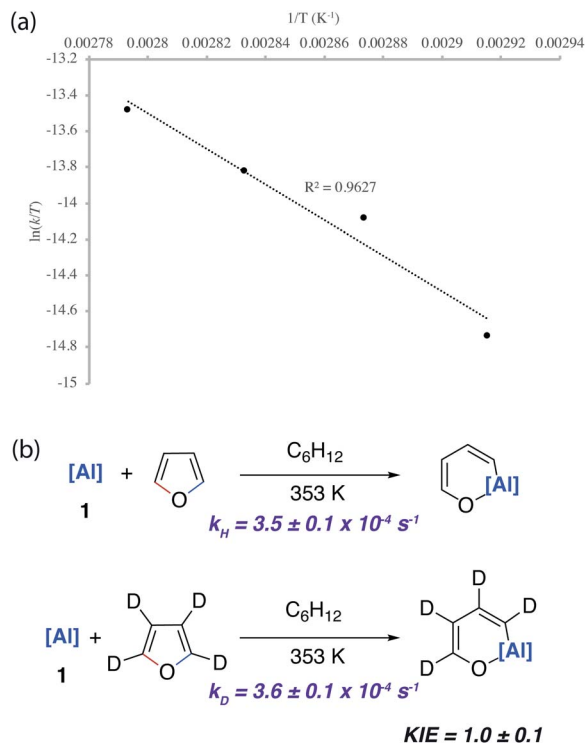 (a)
1/T (K⁻¹)
0.00278 0.0028 0.00282 0.00284 0.00286 0.00288 0.0029 0.00292 0.00294
-13.2
-13.4
-13.6
-13.8
-14
-14.2
-14.4
-14.6
-14.8
-15
ln(k/T)
R² = 0.9627
(b)
[Al] + O C₆H₁₂ [Al] O
1 353 K
k_H = 3.5 ± 0.1 x 10⁻⁴ s⁻¹
D D D D D
[Al] + D O D C₆H₁₂ D O [Al]
1 353 K
k_D = 3.6 ± 0.1 x 10⁻⁴ s⁻¹
D
KIE = 1.0 ± 0.1